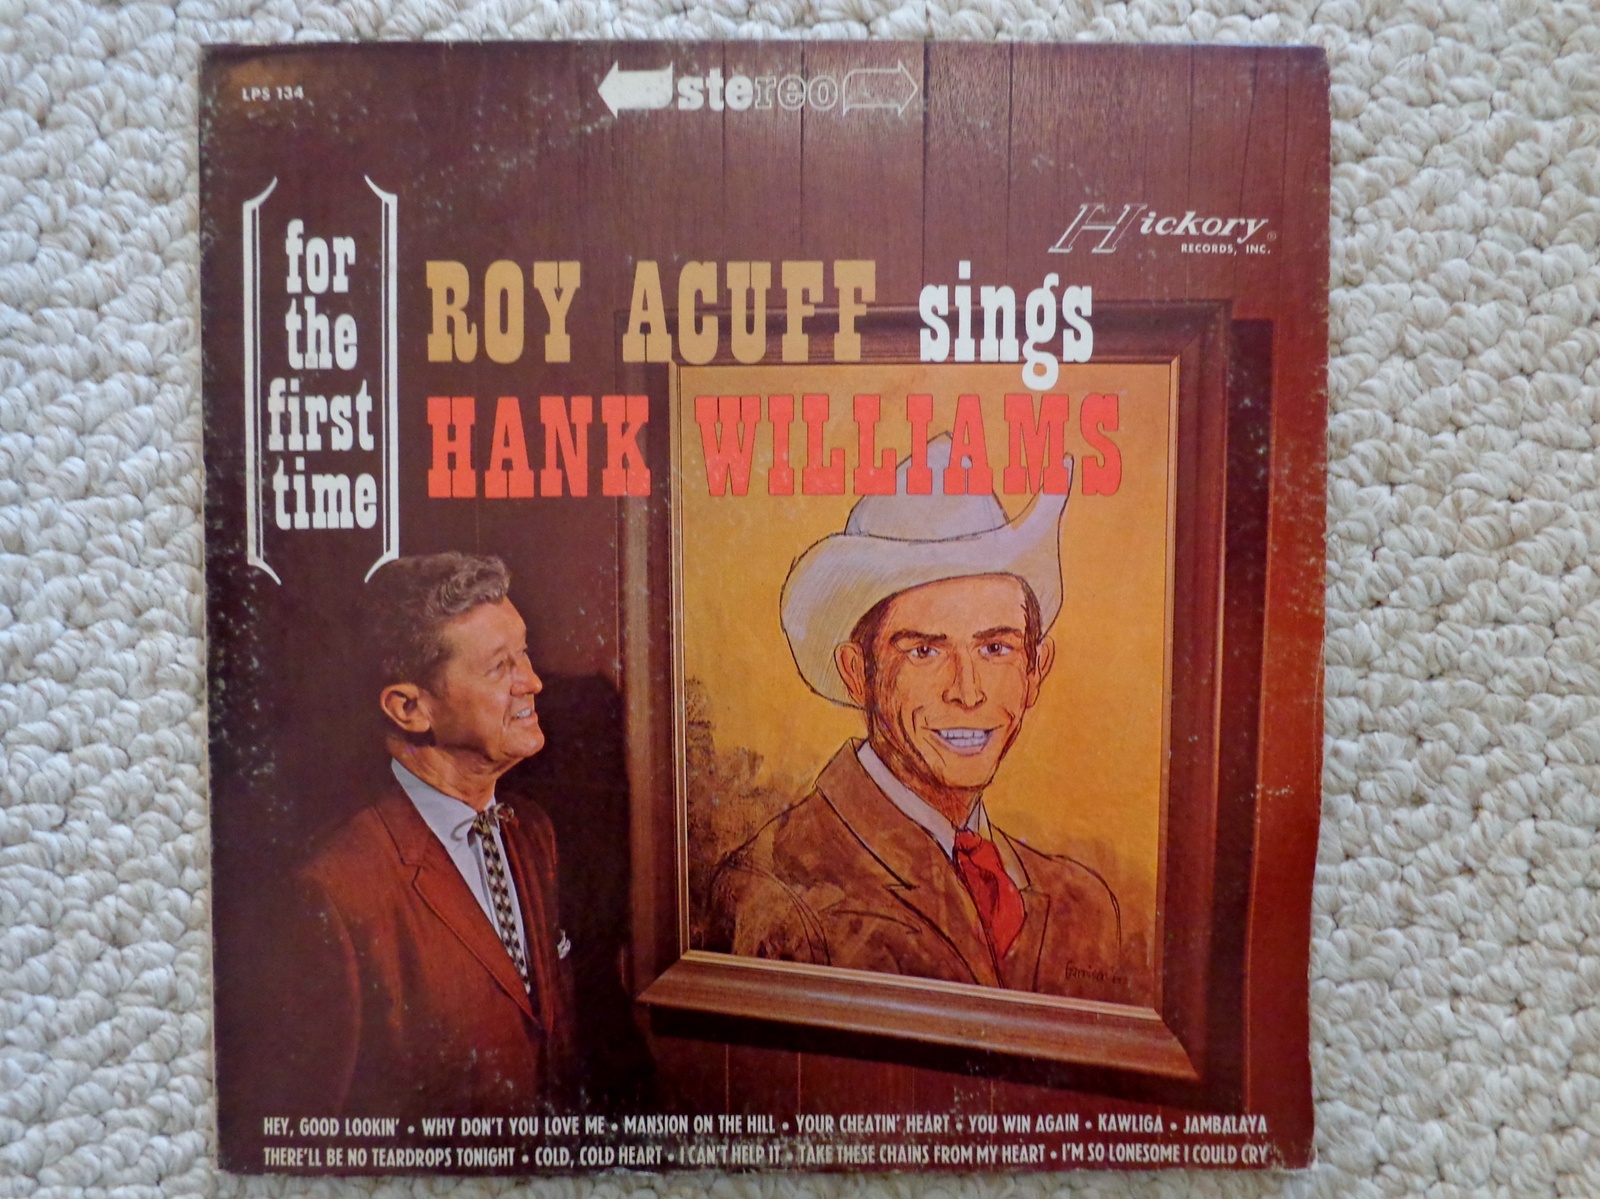 LPS 134
stereo
Hickory
RECORDS, INC.
for
the
first
time
ROY ACUFF sings
HANK WILLIAMS
HEY, GOOD LOOKIN' • WHY DON'T YOU LOVE ME • MANSION ON THE HILL • YOUR CHEATIN' HEART • YOU WIN AGAIN • KAWLIGA • JAMBALAYA
THERE'LL BE NO TEARDROPS TONIGHT • COLD, COLD HEART • I CAN'T HELP IT • TAKE THESE CHAINS FROM MY HEART • I'M SO LONESOME I COULD CRY